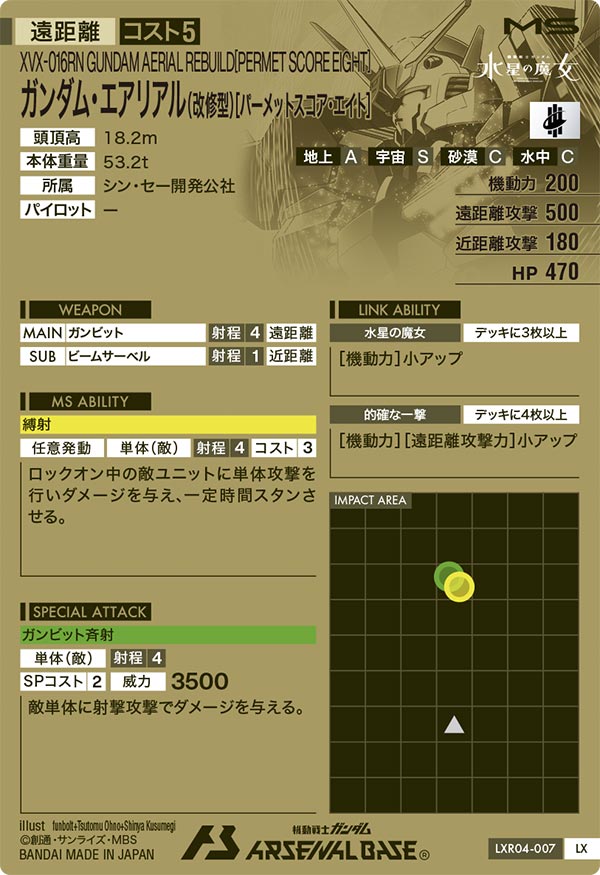 遠距離 コスト5
MS
機動戦士ガンダム
水星の魔女
XVX-016RN GUNDAM AERIAL REBUILD[PERMET SCORE EIGHT]
ガンダム・エアリアル(改修型)[パーメットスコア・エイト]
頭頂高 18.2m
本体重量 53.2t
所属 シン・セー開発公社
パイロット ー
地上 A 宇宙 S 砂漠 C 水中 C
機動力 200
遠距離攻撃 500
近距離攻撃 180
HP 470
WEAPON
MAIN ガンビット 射程 4 遠距離
SUB ビームサーベル 射程 1 近距離
MS ABILITY
縛射
任意発動 単体(敵) 射程 4 コスト 3
ロックオン中の敵ユニットに単体攻撃を
行いダメージを与え、一定時間スタンさ
せる。
SPECIAL ATTACK
ガンビット斉射
単体(敵) 射程 4
SPコスト 2 威力 3500
敵単体に射撃攻撃でダメージを与える。
LINK ABILITY
水星の魔女 デッキに3枚以上
[機動力]小アップ
的確な一撃 デッキに4枚以上
[機動力][遠距離攻撃力]小アップ
IMPACT AREA
illust funbolt+Tsutomu Ohno+Shinya Kusumegi
©創通・サンライズ・MBS
BANDAI MADE IN JAPAN
機動戦士ガンダム
ARSENAL BASE®
LXR04-007 LX